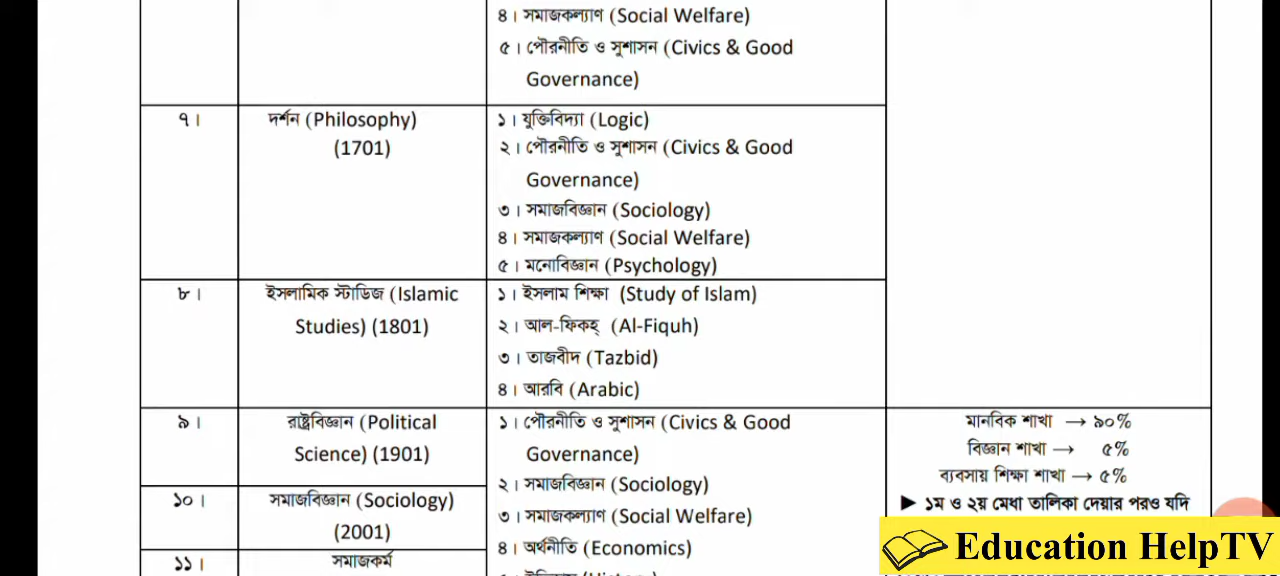 ৪। সমাজকল্যাণ (Social Welfare)
৫। পৌরনীতি ও সুশাসন (Civics & Good
Governance)
৭।
দর্শন (Philosophy)
(1701)
১। যুক্তিবিদ্যা (Logic)
২। পৌরনীতি ও সুশাসন (Civics & Good
Governance)
৩। সমাজবিজ্ঞান (Sociology)
৪। সমাজকল্যাণ (Social Welfare)
৫। মনোবিজ্ঞান (Psychology)
৮।
ইসলামিক স্টাডিজ (Islamic
Studies) (1801)
১। ইসলাম শিক্ষা (Study of Islam)
২। আল-ফিকহ্ (Al-Fiquh)
৩। তাজবীদ (Tazbid)
৪। আরবি (Arabic)
৯।
রাষ্ট্রবিজ্ঞান (Political
Science) (1901)
১০।
সমাজবিজ্ঞান (Sociology)
(2001)
১১।
সমাজকর্ম
১। পৌরনীতি ও সুশাসন (Civics & Good
Governance)
২। সমাজবিজ্ঞান (Sociology)
৩। সমাজকল্যাণ (Social Welfare)
৪। অর্থনীতি (Economics)
মানবিক শাখা → ৯০%
বিজ্ঞান শাখা → ৫%
ব্যবসায় শিক্ষা শাখা → ৫%
► ১ম ও ২য় মেধা তালিকা দেয়ার পরও যদি
Education HelpTV